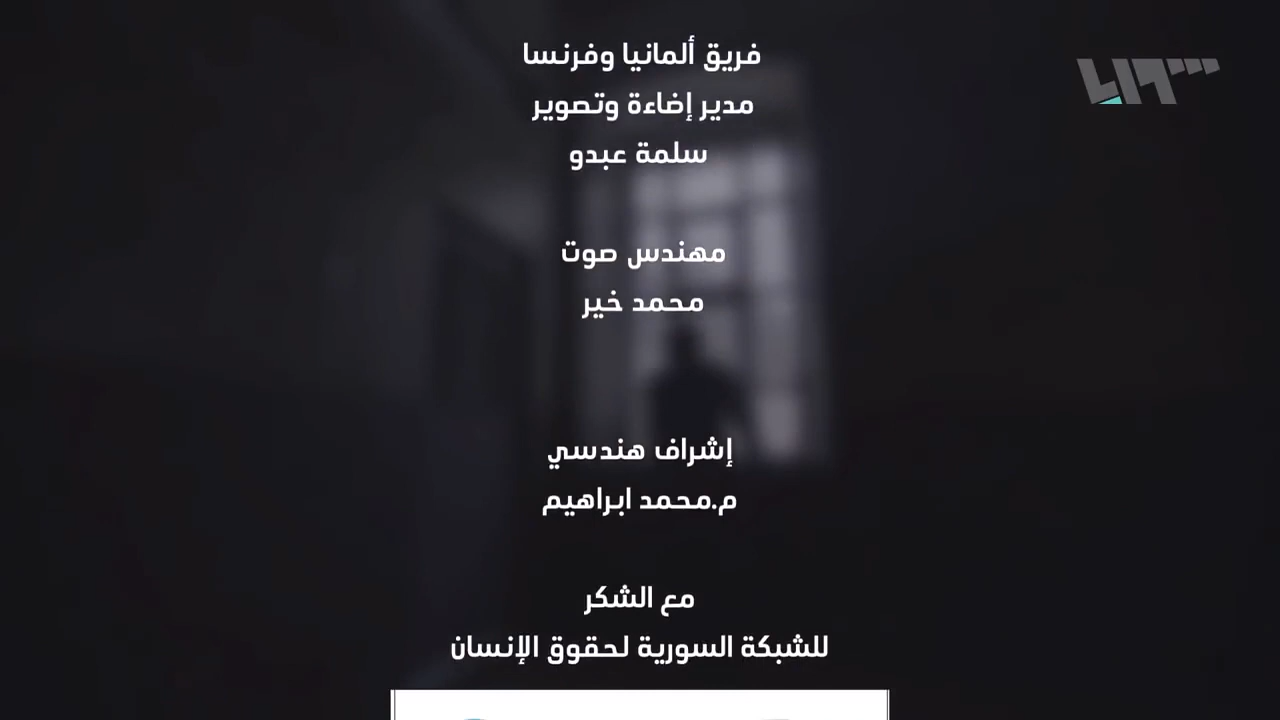 فريق ألمانيا وفرنسا
مدير إضاءة وتصوير
سلمة عبدو
مهندس صوت
محمد خير
إشراف هندسي
م.محمد ابراهيم
مع الشكر
للشبكة السورية لحقوق الإنسان